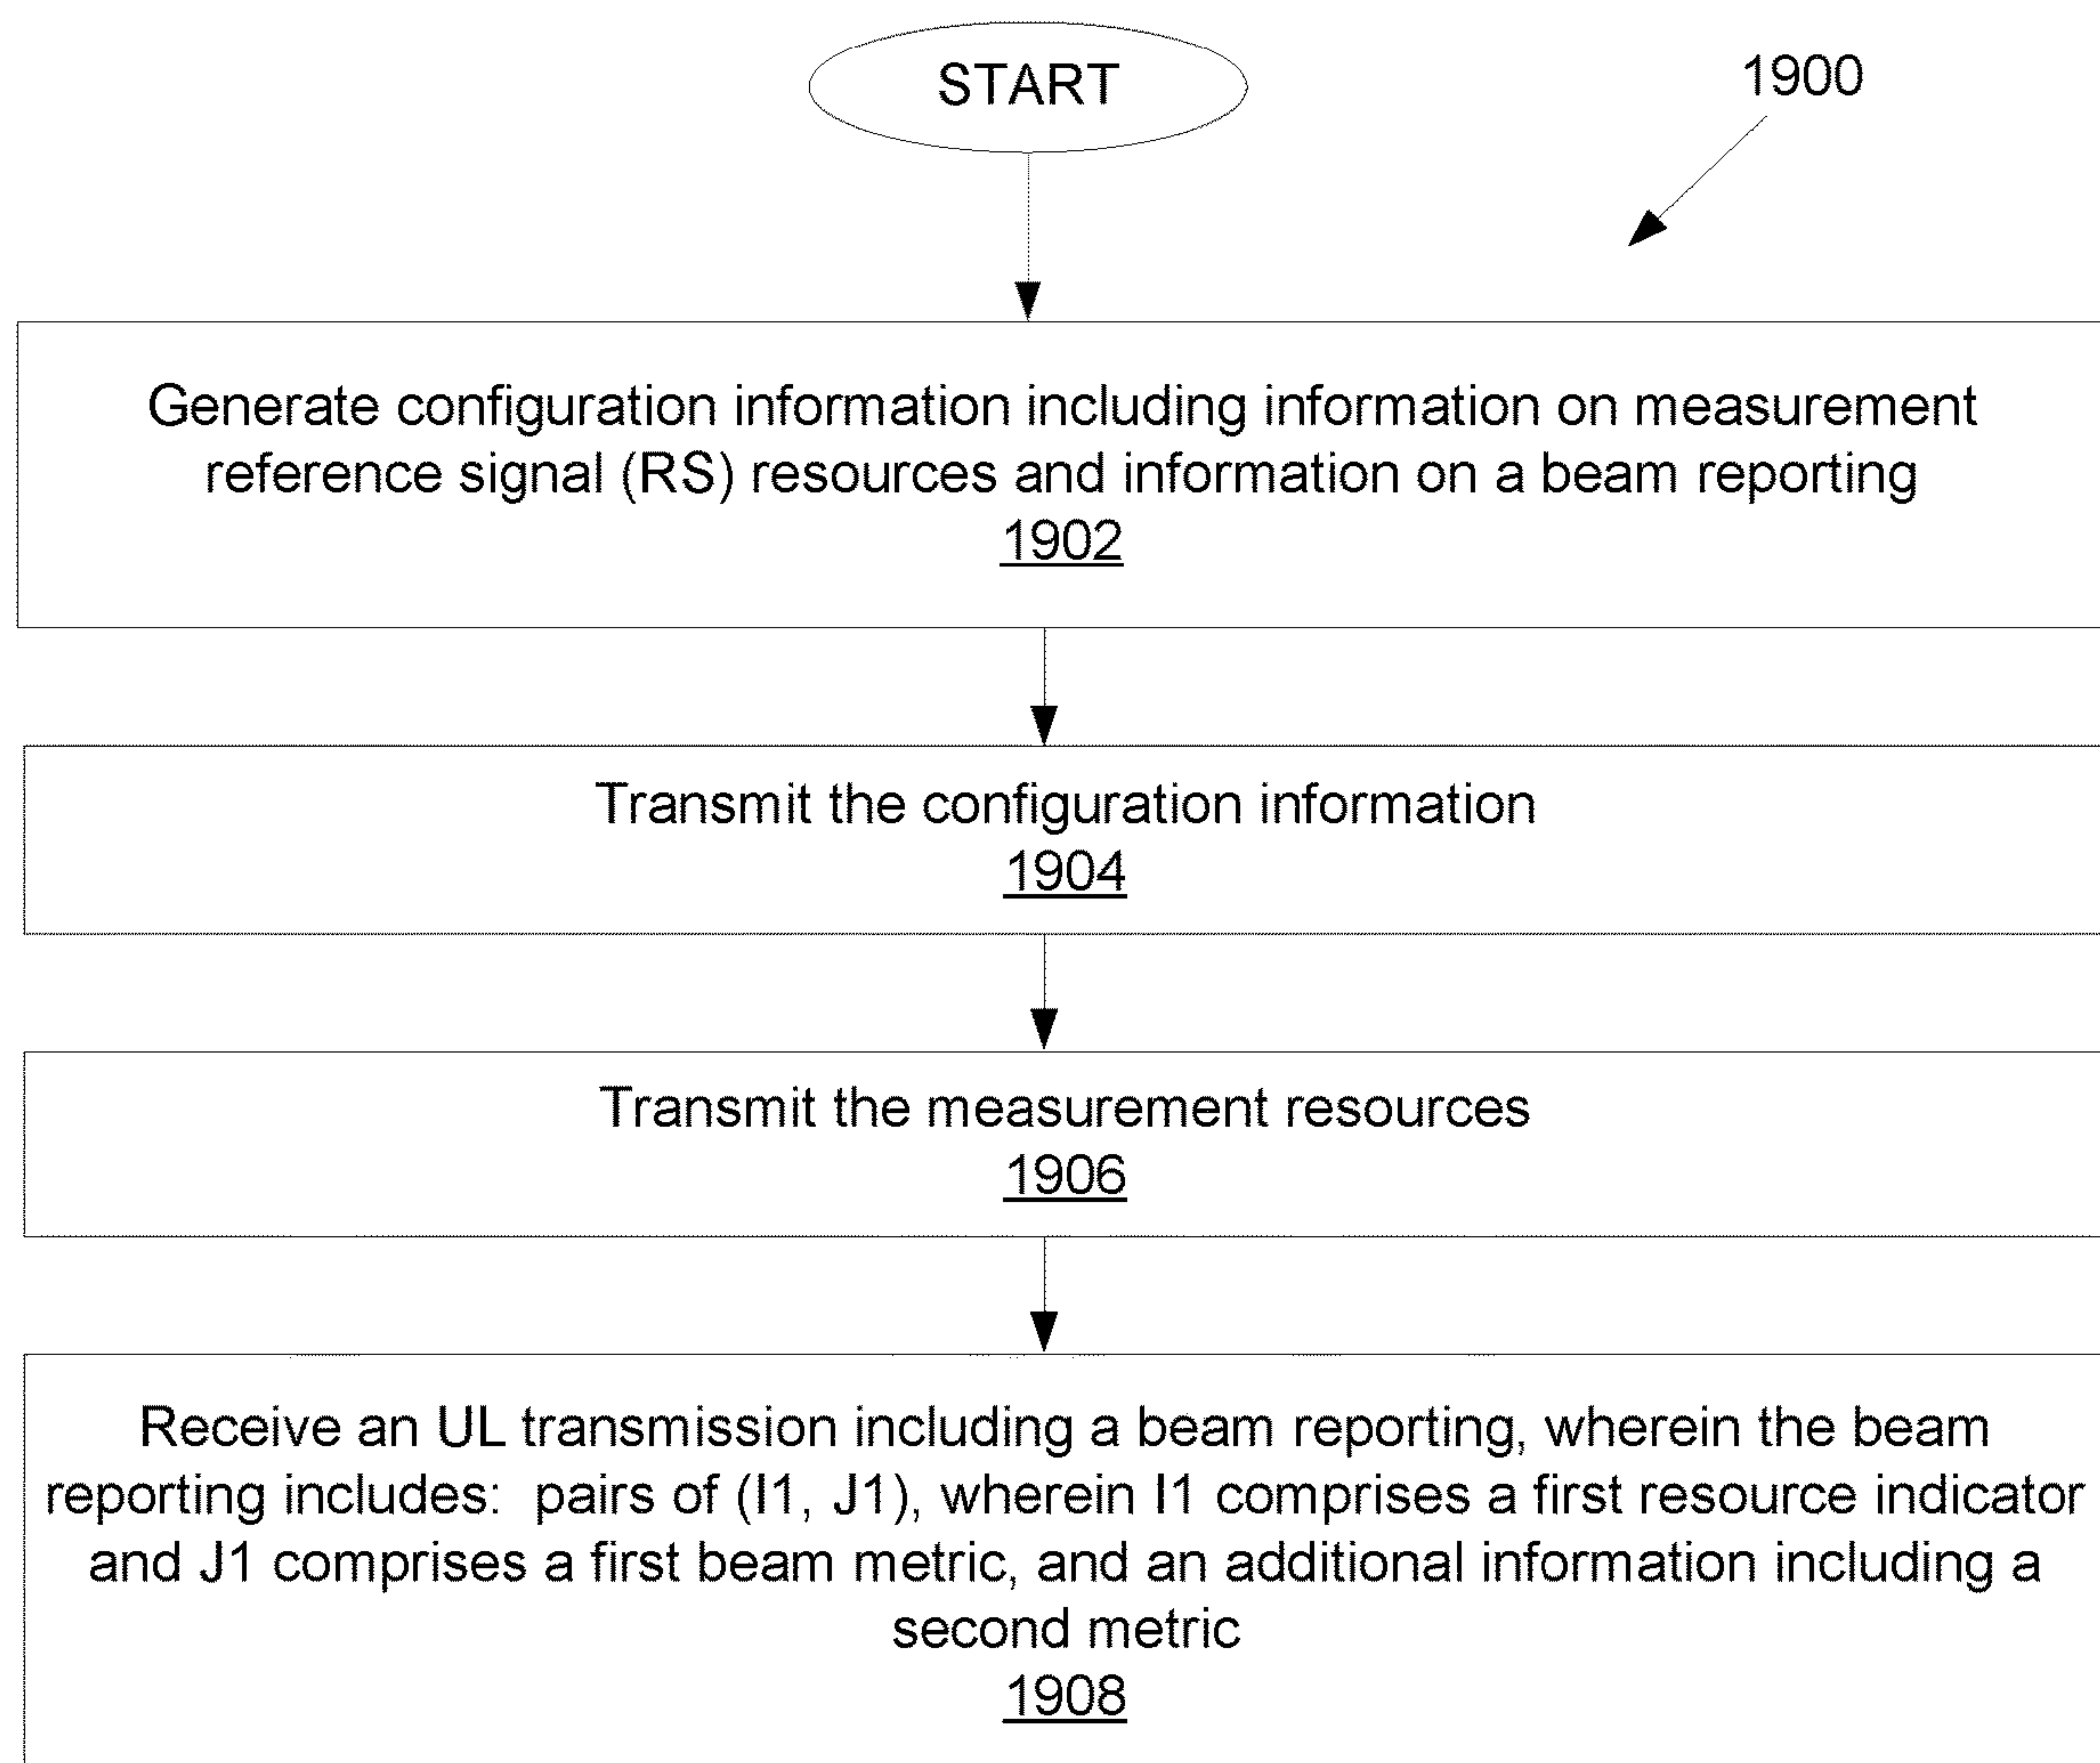 START
1900
Generate configuration information including information on measurement
reference signal (RS) resources and information on a beam reporting
1902
Transmit the configuration information
1904
Transmit the measurement resources
1906
Receive an UL transmission including a beam reporting, wherein the beam
reporting includes: pairs of (I1, J1), wherein I1 comprises a first resource indicator
and J1 comprises a first beam metric, and an additional information including a
second metric
1908